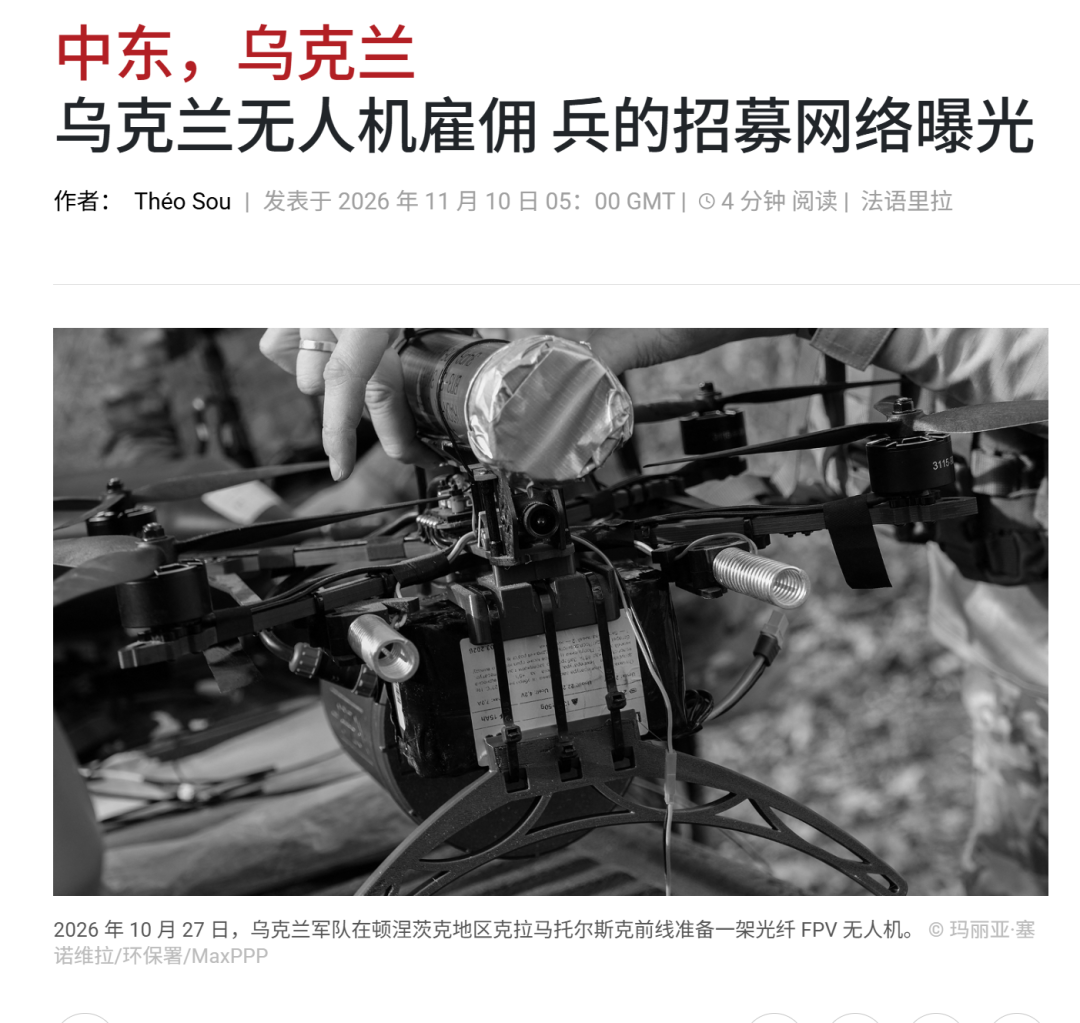 中东，乌克兰
乌克兰无人机雇佣 兵的招募网络曝光
作者： Théo Sou | 发表于 2026 年 11 月 10 日 05：00 GMT | 4 分钟 阅读 | 法语里拉
3115
2026 年 10 月 27 日，乌克兰军队在顿涅茨克地区克拉马托尔斯克前线准备一架光纤 FPV 无人机。 © 玛丽亚·塞
诺维拉/环保署/MaxPPP